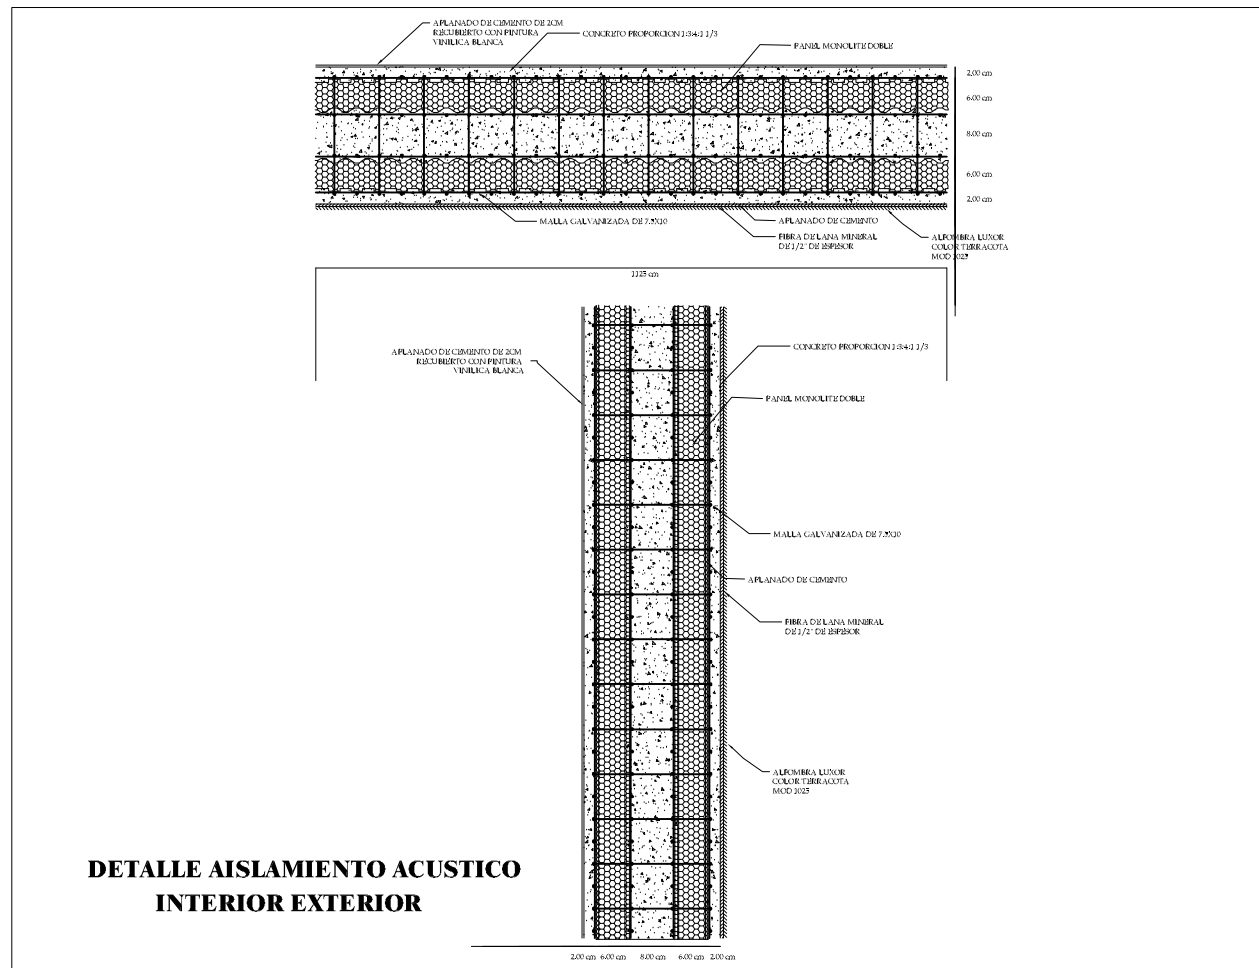 APLANADO DE CEMENTO DE 2CM
RECUBIERTO CON PINTURA
VINILICA BLANCA
CONCRETO PROPORCION 1:3:4:1 1/3
PANEL MONOLITE DOBLE
2.00 cm
6.00 cm
8.00 cm
6.00 cm
2.00 cm
MALLA GALVANIZADA DE 7.5X10
APLANADO DE CEMENTO
FIBRA DE LANA MINERAL
DE 1/2" DE ESPESOR
ALFOMBRA LUXOR
COLOR TERRACOTA
MOD 1025
1125 cm
APLANADO DE CEMENTO DE 2CM
RECUBIERTO CON PINTURA
VINILICA BLANCA
CONCRETO PROPORCION 1:3:4:1 1/3
PANEL MONOLITE DOBLE
MALLA GALVANIZADA DE 7.5X10
APLANADO DE CEMENTO
FIBRA DE LANA MINERAL
DE 1/2" DE ESPESOR
ALFOMBRA LUXOR
COLOR TERRACOTA
MOD 1025
DETALLE AISLAMIENTO ACUSTICO
INTERIOR EXTERIOR
2.00 cm 6.00 cm 8.00 cm 6.00 cm 2.00 cm